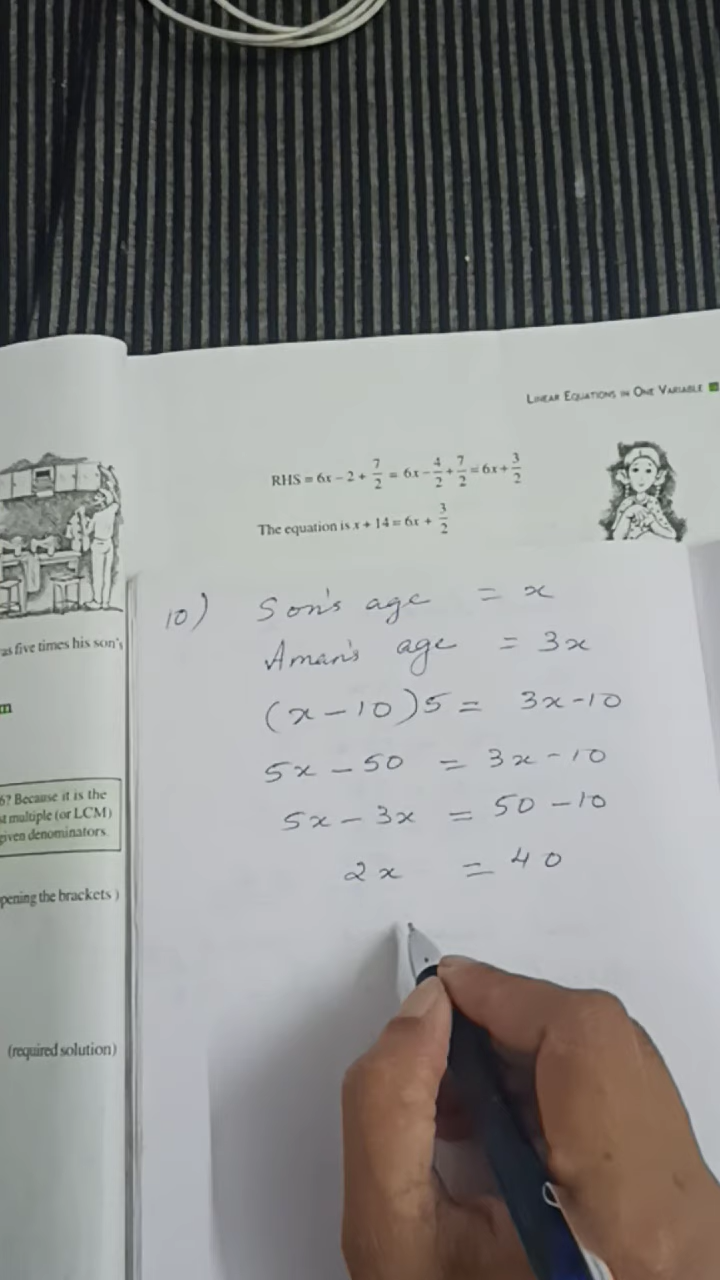 LINEAR EQUATIONS IN ONE VARIABLE
RHS = 6x − 2 + 7/2 = 6x − 4/2 + 7/2 = 6x + 3/2
The equation is x + 14 = 6x + 3/2
10) Son's age = x
Aman's age = 3x
(x − 10)5 = 3x − 10
5x − 50 = 3x − 10
5x − 3x = 50 − 10
2x = 40
as five times his son's
6? Because it is the
multiple (or LCM)
given denominators.
pening the brackets)
(required solution)